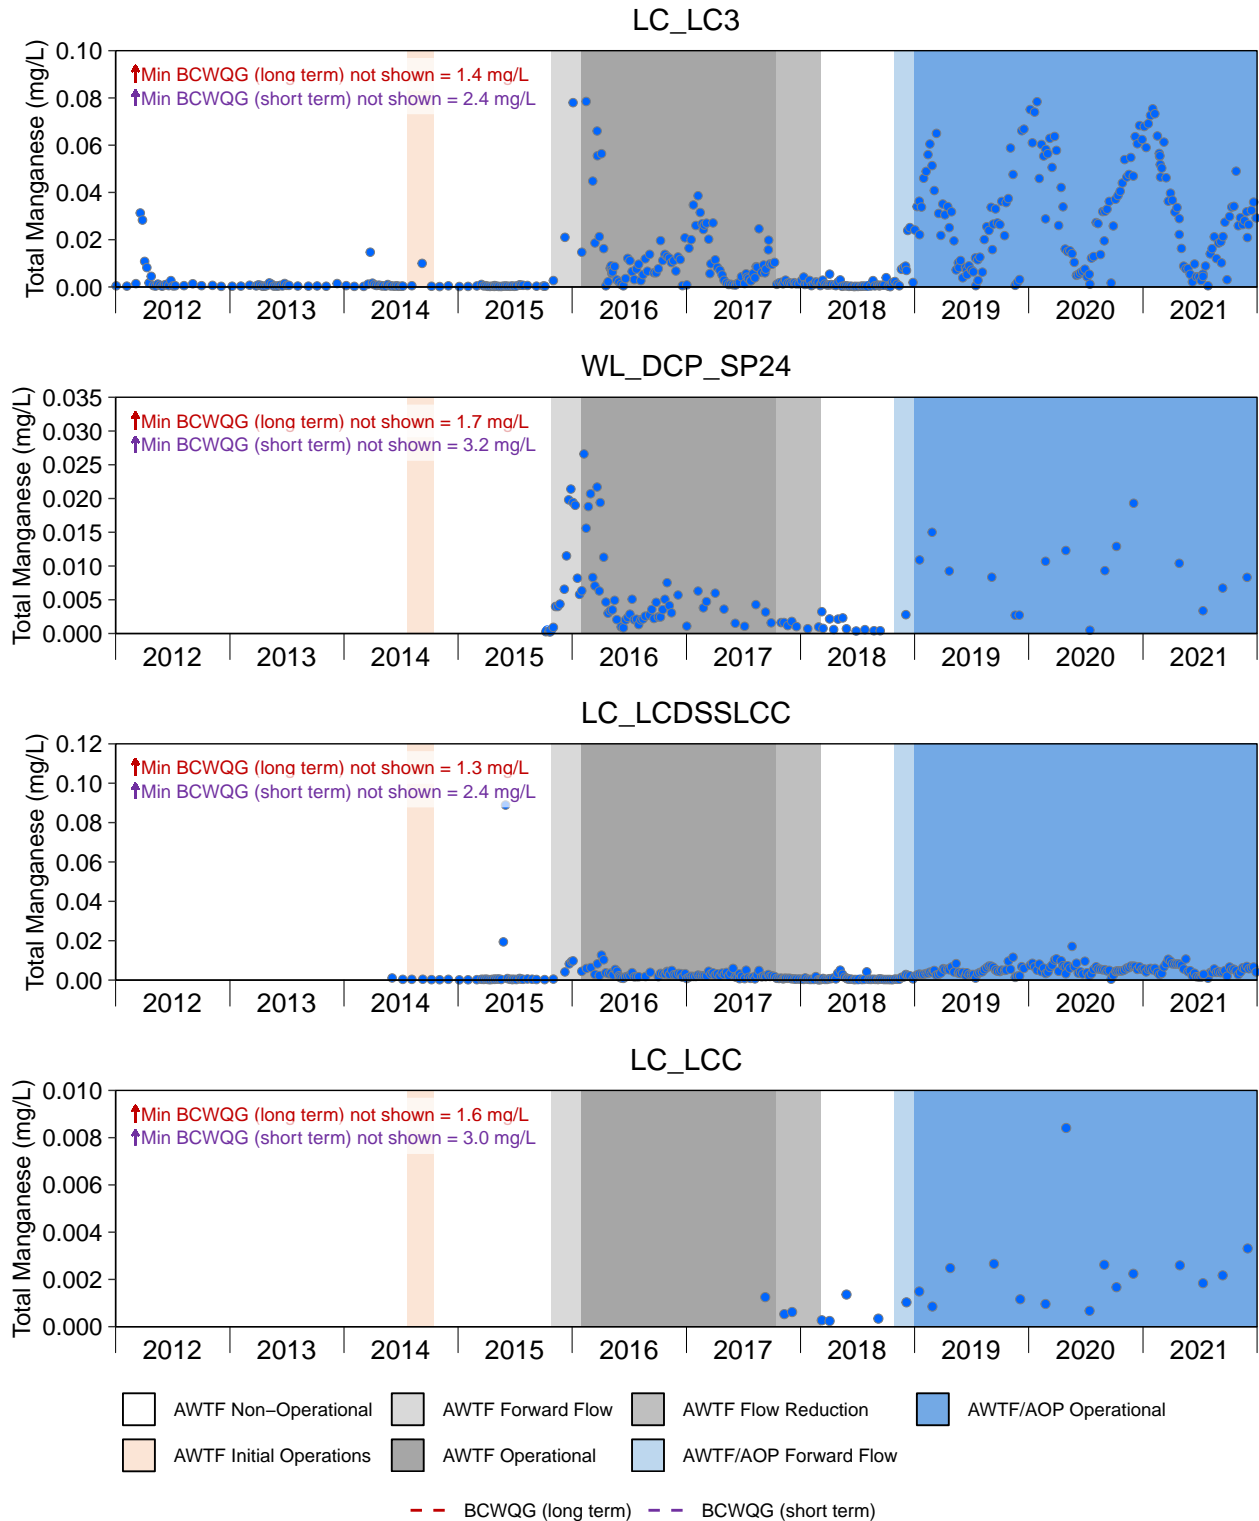 LC_LC3
Total Manganese (mg/L)
0.10
0.08
0.06
0.04
0.02
0.00
Min BCWQG (long term) not shown = 1.4 mg/L
Min BCWQG (short term) not shown = 2.4 mg/L
2012 2013 2014 2015 2016 2017 2018 2019 2020 2021
WL_DCP_SP24
Total Manganese (mg/L)
0.035
0.030
0.025
0.020
0.015
0.010
0.005
0.000
Min BCWQG (long term) not shown = 1.7 mg/L
Min BCWQG (short term) not shown = 3.2 mg/L
2012 2013 2014 2015 2016 2017 2018 2019 2020 2021
LC_LCDSSLCC
Total Manganese (mg/L)
0.12
0.10
0.08
0.06
0.04
0.02
0.00
Min BCWQG (long term) not shown = 1.3 mg/L
Min BCWQG (short term) not shown = 2.4 mg/L
2012 2013 2014 2015 2016 2017 2018 2019 2020 2021
LC_LCC
Total Manganese (mg/L)
0.010
0.008
0.006
0.004
0.002
0.000
Min BCWQG (long term) not shown = 1.6 mg/L
Min BCWQG (short term) not shown = 3.0 mg/L
2012 2013 2014 2015 2016 2017 2018 2019 2020 2021
AWTF Non−Operational AWTF Forward Flow AWTF Flow Reduction AWTF/AOP Operational
AWTF Initial Operations AWTF Operational AWTF/AOP Forward Flow
BCWQG (long term) BCWQG (short term)